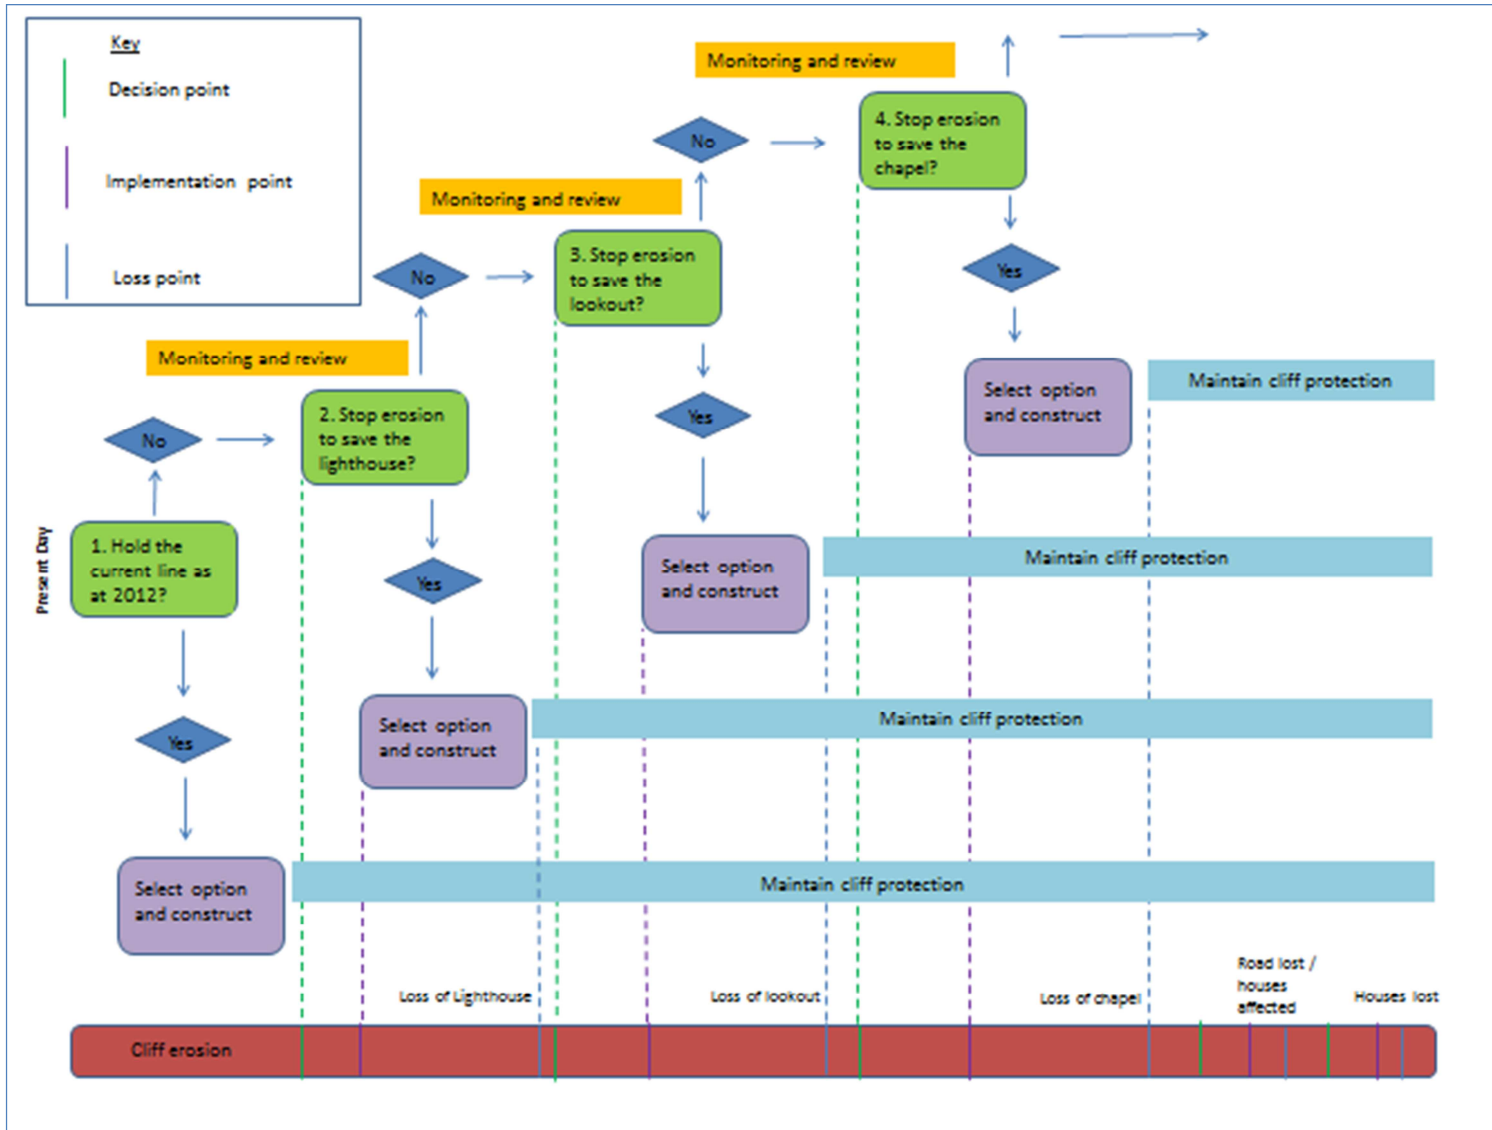 Key
Decision point
Implementation point
Loss point
Monitoring and review
No
4. Stop erosion
to save the
chapel?
Yes
Select option
and construct
Maintain cliff protection
Monitoring and review
No
3. Stop erosion
to save the
lookout?
Yes
Select option
and construct
Maintain cliff protection
Monitoring and review
No
2. Stop erosion
to save the
lighthouse?
Yes
Select option
and construct
Maintain cliff protection
Present Day
1. Hold the
current line as
at 2012?
Yes
Select option
and construct
Maintain cliff protection
No
Loss of Lighthouse
Loss of lookout
Loss of chapel
Road lost /
houses
affected
Houses lost
Cliff erosion